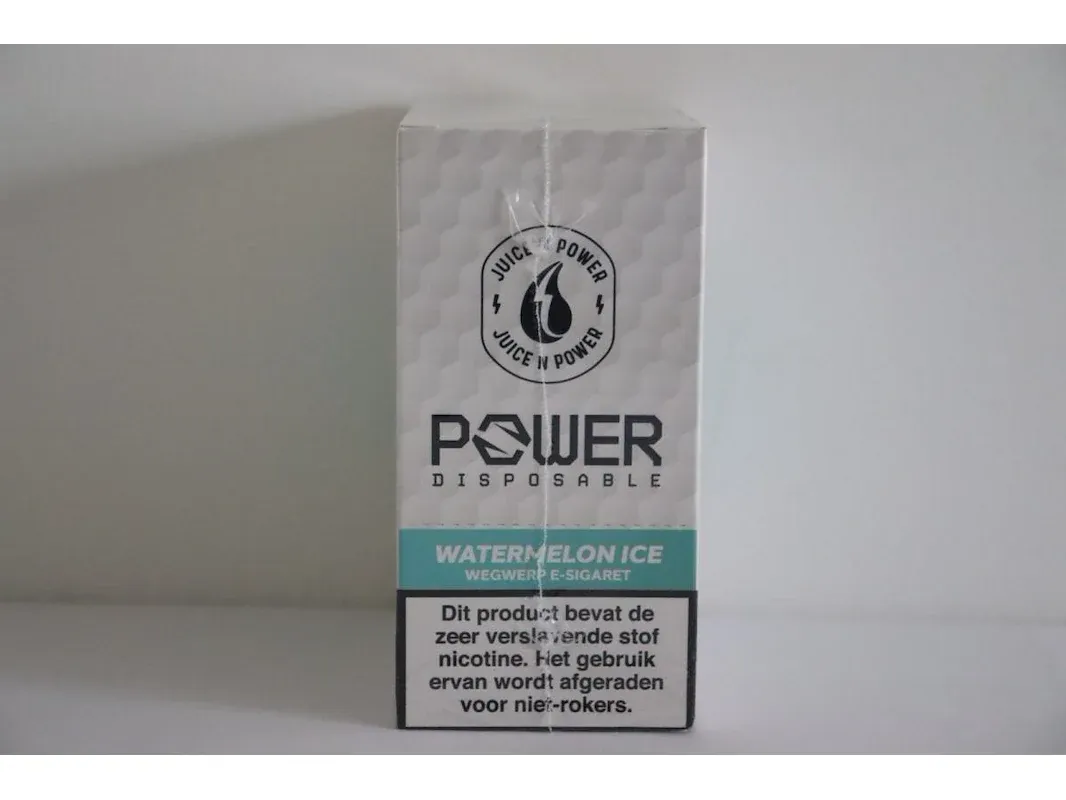 JUICE N POWER
JUICE N POWER
POWER
DISPOSABLE
WATERMELON ICE
WEGWERP E-SIGARET
Dit product bevat de
zeer verslavende stof
nicotine. Het gebruik
ervan wordt afgeraden
voor niet-rokers.